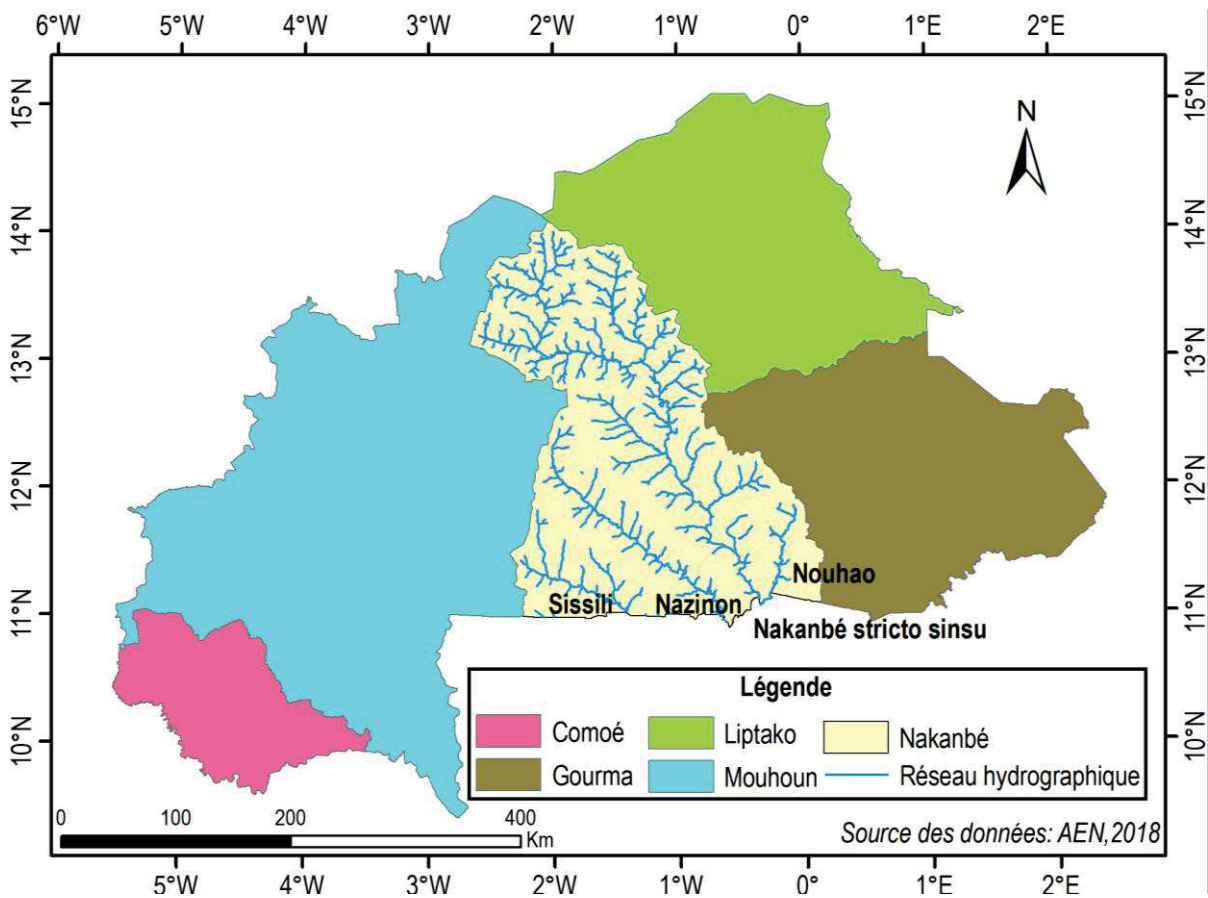 6°W 5°W 4°W 3°W 2°W 1°W 0° 1°E 2°E
15°N 15°N
N
14°N 14°N
13°N 13°N
12°N 12°N
Nouhao
11°N 11°N
Sissili Nazinon
Nakanbé stricto sinsu
Légende
Comoé Liptako Nakanbé
10°N 10°N
Gourma Mouhoun Réseau hydrographique
0 100 200 400
Km
Source des données: AEN,2018
5°W 4°W 3°W 2°W 1°W 0° 1°E 2°E